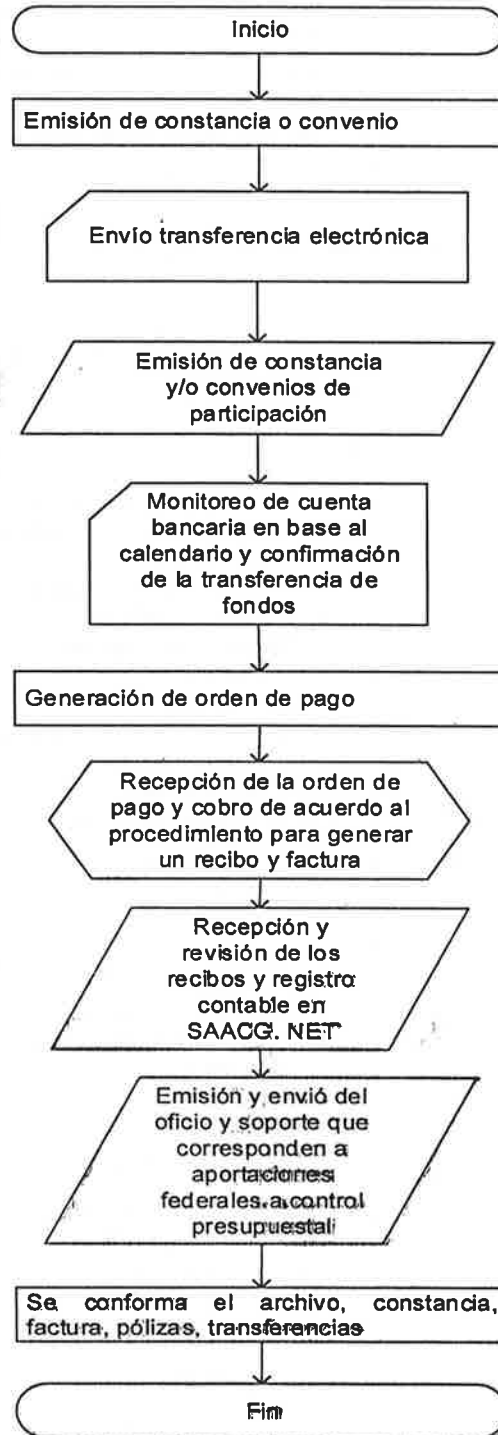 Inicio
Emisión de constancia o convenio
Envío transferencia electrónica
Emisión de constancia
y/o convenios de
participación
Monitoreo de cuenta
bancaria en base al
calendario y confirmación
de la transferencia de
fondos
Generación de orden de pago
Recepción de la orden de
pago y cobro de acuerdo al
procedimiento para generar
un recibo y factura
Recepción y
revisión de los
recibos y registro
contable en
SAACG. NET
Emisión y envió del
oficio y soporte que
corresponden a
aportaciones
federales a control
presupuestal
Se conforma el archivo, constancia,
factura, pólizas, transferencias
Fin